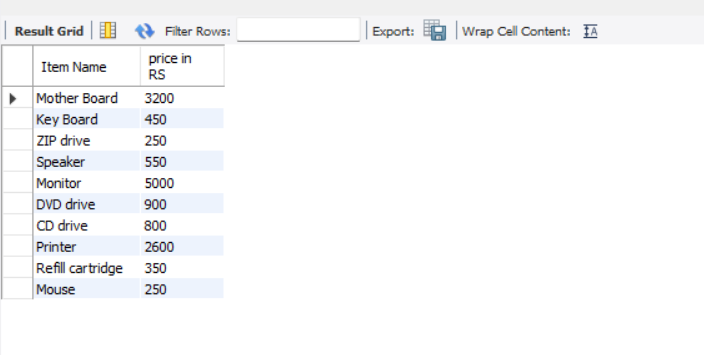 Result Grid Filter Rows: Export: Wrap Cell Content: IA
Item Name price in RS
Mother Board 3200
Key Board 450
ZIP drive 250
Speaker 550
Monitor 5000
DVD drive 900
CD drive 800
Printer 2600
Refill cartridge 350
Mouse 250